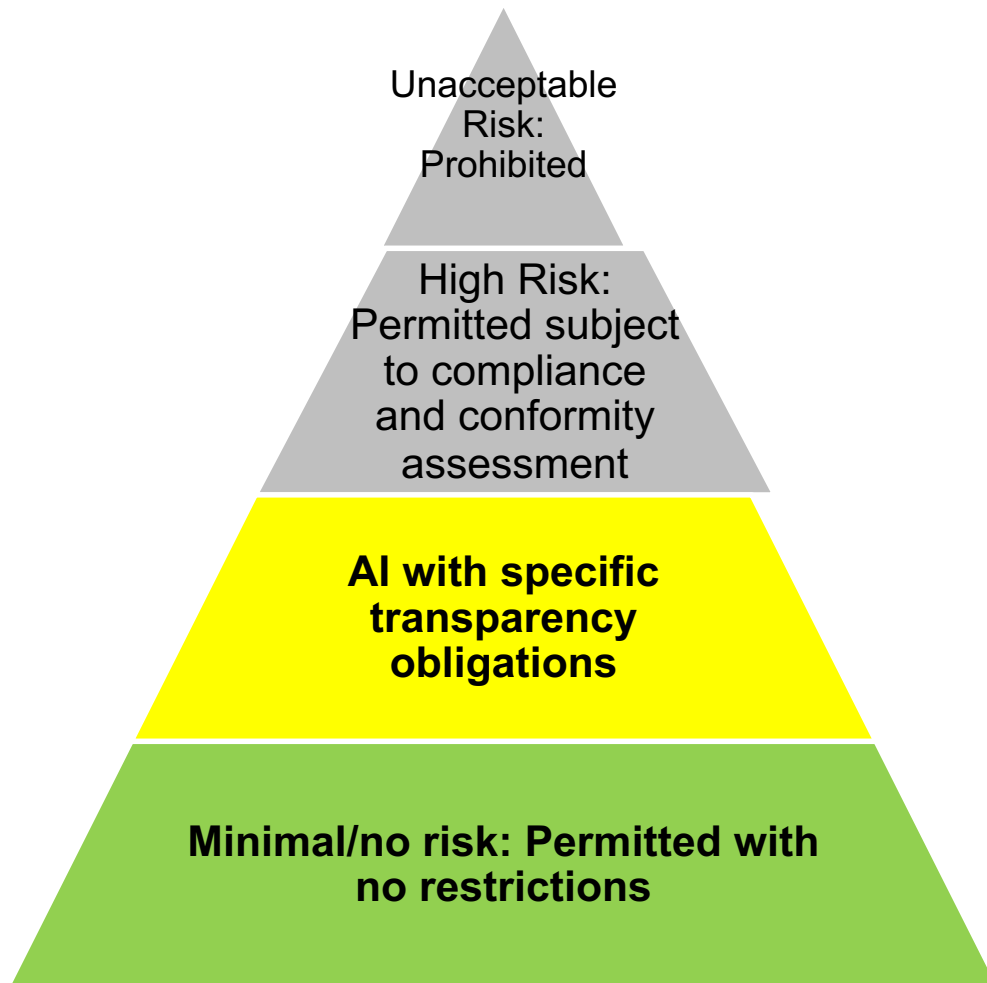 Unacceptable
Risk:
Prohibited
High Risk:
Permitted subject
to compliance
and conformity
assessment
AI with specific
transparency
obligations
Minimal/no risk: Permitted with
no restrictions